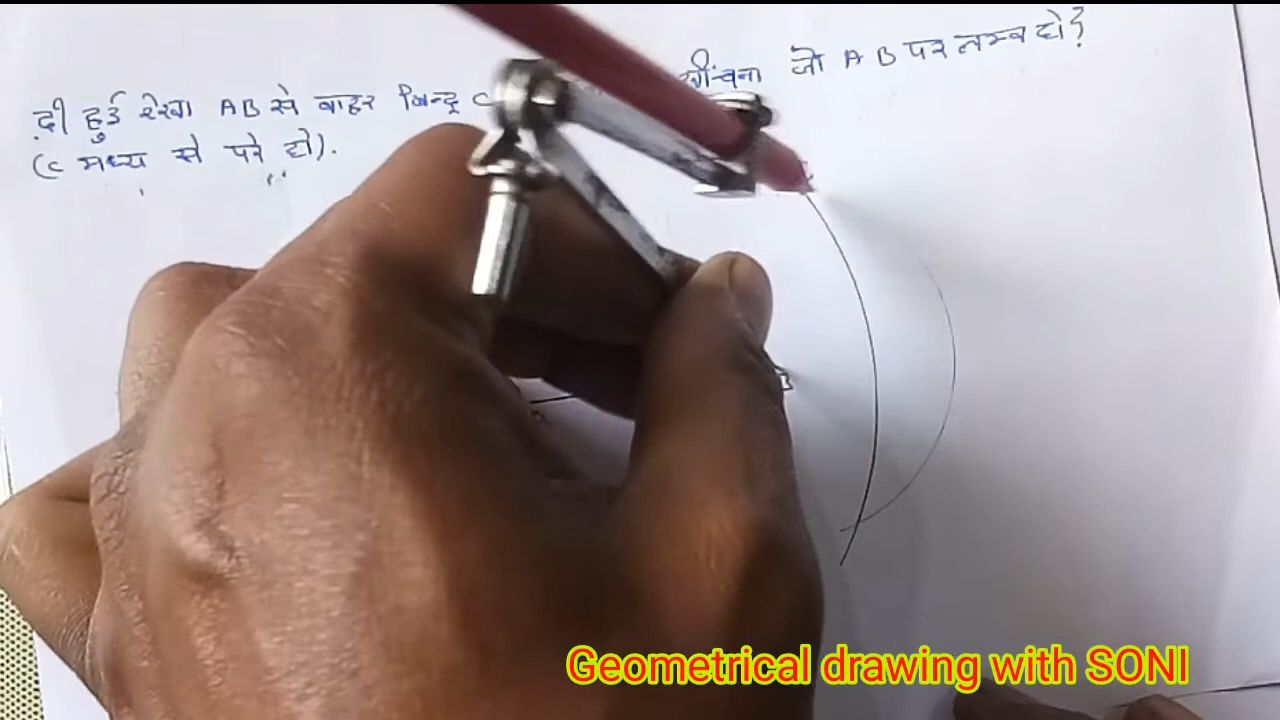 दी हुई रेखा AB से बाहर बिन्दू C खींचना जो AB पर लम्ब हो?
(C मध्य से परे हो).
B
Geometrical drawing with SONI